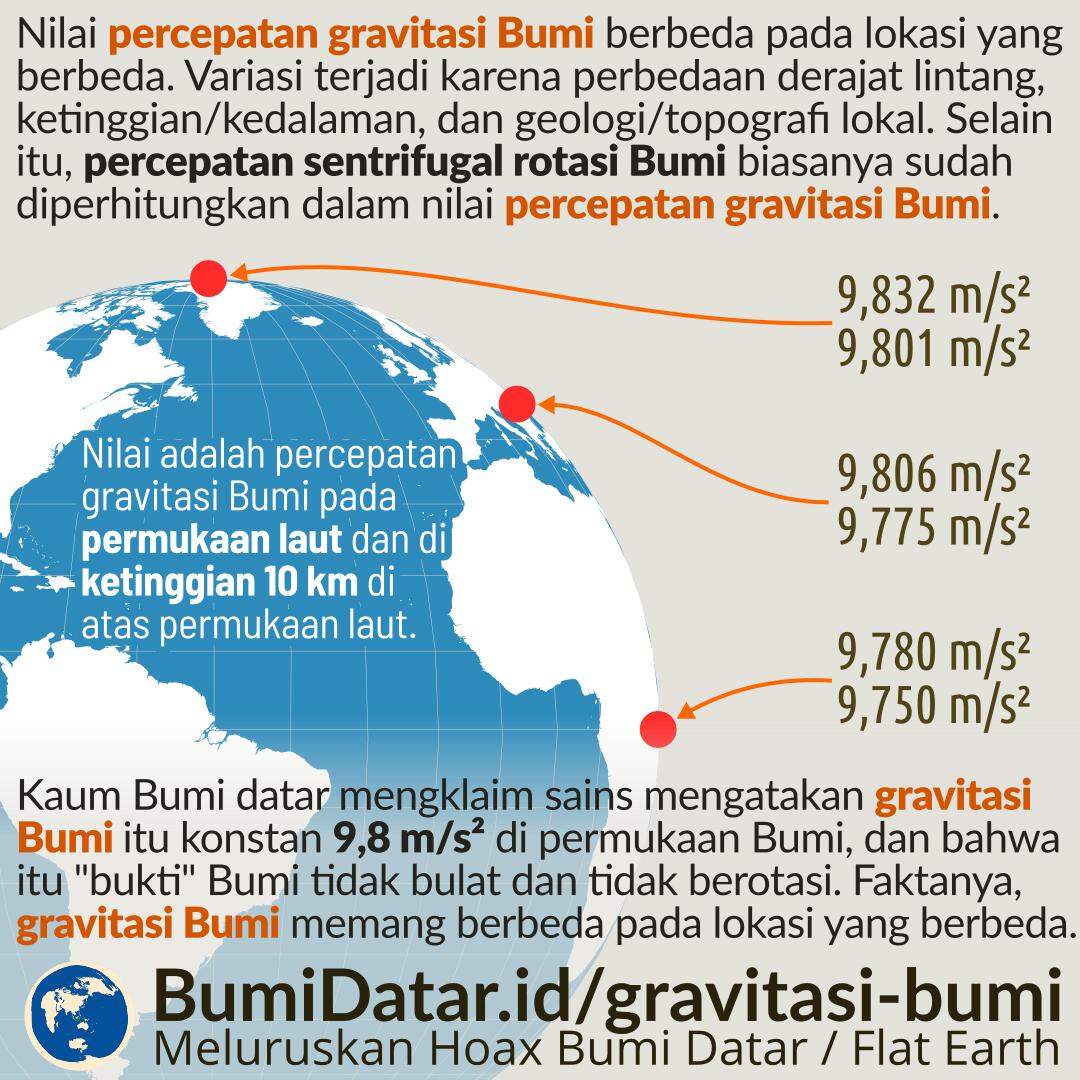 Nilai percepatan gravitasi Bumi berbeda pada lokasi yang
berbeda. Variasi terjadi karena perbedaan derajat lintang,
ketinggian/kedalaman, dan geologi/topografi lokal. Selain
itu, percepatan sentrifugal rotasi Bumi biasanya sudah
diperhitungkan dalam nilai percepatan gravitasi Bumi.
9,832 m/s²
9,801 m/s²
9,806 m/s²
9,775 m/s²
9,780 m/s²
9,750 m/s²
Nilai adalah percepatan
gravitasi Bumi pada
permukaan laut dan di
ketinggian 10 km di
atas permukaan laut.
Kaum Bumi datar mengklaim sains mengatakan gravitasi
Bumi itu konstan 9,8 m/s² di permukaan Bumi, dan bahwa
itu "bukti" Bumi tidak bulat dan tidak berotasi. Faktanya,
gravitasi Bumi memang berbeda pada lokasi yang berbeda.
BumiDatar.id/gravitasi-bumi
Meluruskan Hoax Bumi Datar / Flat Earth